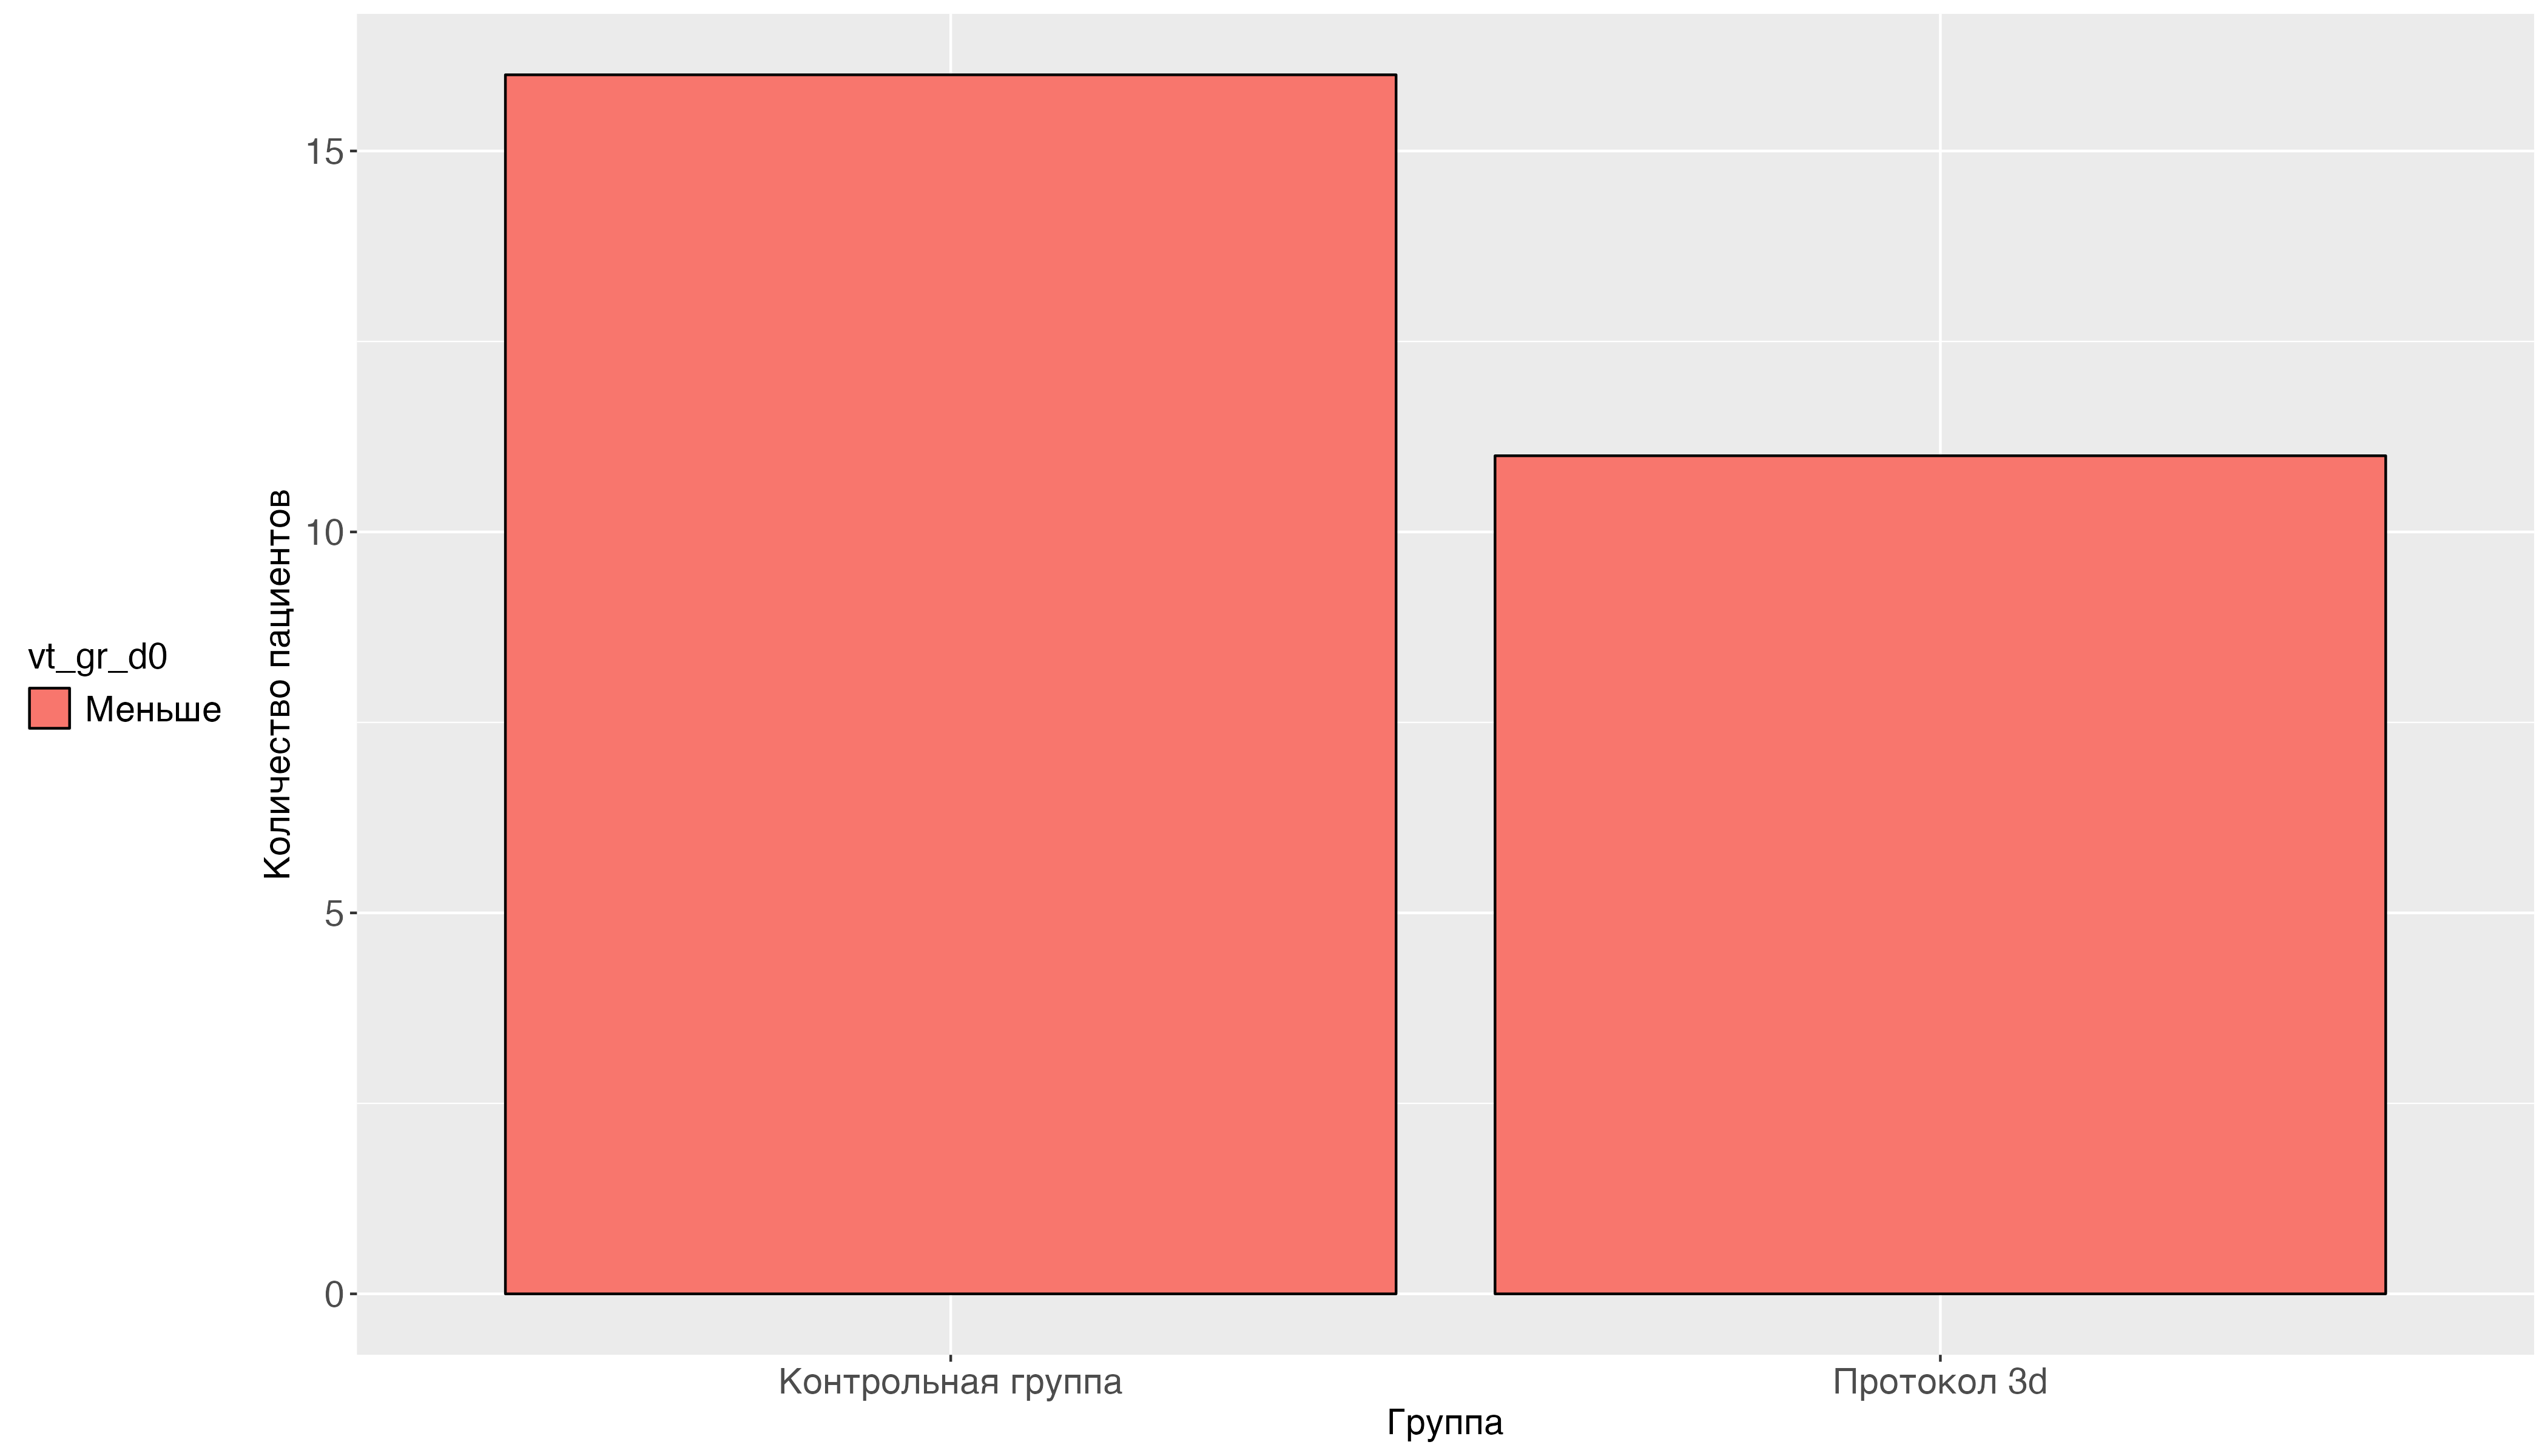 vt_gr_d0
Меньше
Количество пациентов
15
10
5
0
Контрольная группа
Протокол 3d
Группа